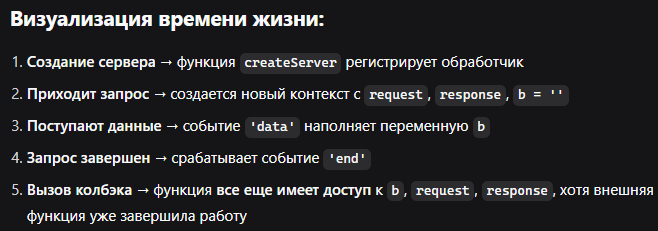 Визуализация времени жизни:
1. Создание сервера → функция createServer регистрирует обработчик
2. Приходит запрос → создается новый контекст с request, response, b = ''
3. Поступают данные → событие 'data' наполняет переменную b
4. Запрос завершен → срабатывает событие 'end'
5. Вызов колбэка → функция все еще имеет доступ к b, request, response, хотя внешняя
функция уже завершила работу